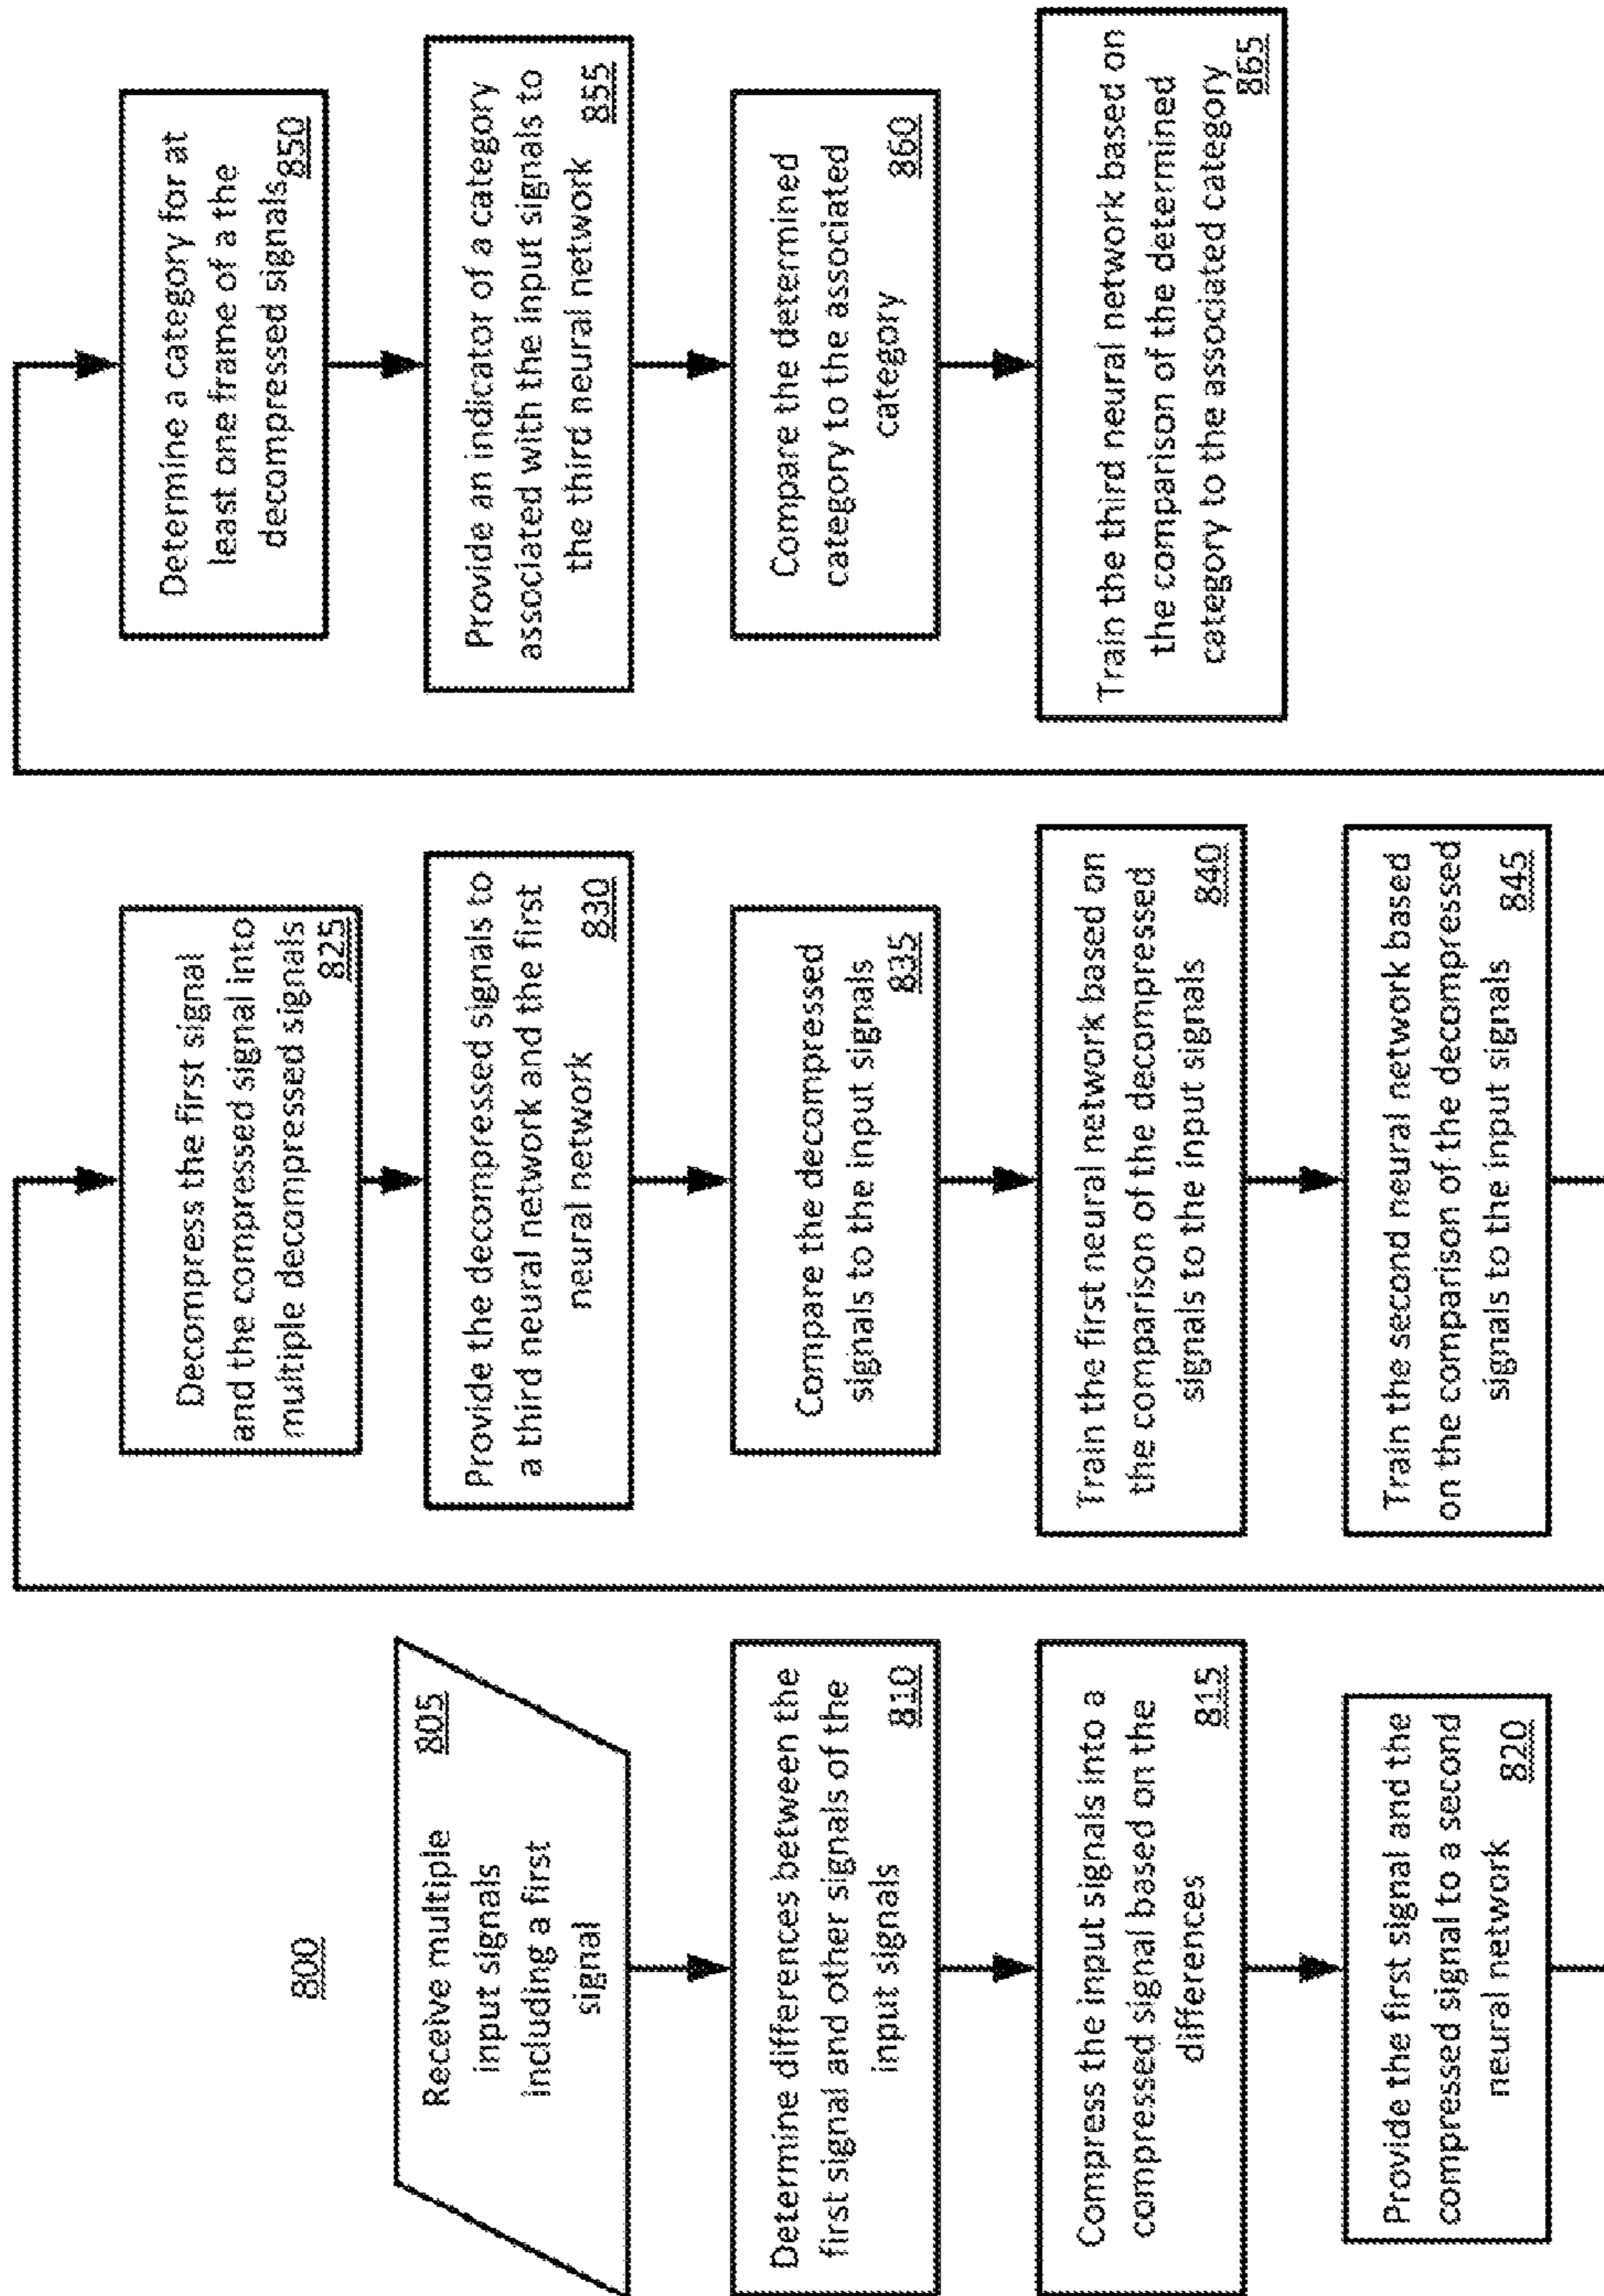 800
Receive multiple 805
input signals
including a first
signal
Determine differences between the
first signal and other signals of the
input signals 810
Compress the input signals into a
compressed signal based on the
differences 815
Provide the first signal and the
compressed signal to a second
neural network 820
Decompress the first signal
and the compressed signal into
multiple decompressed signals
825
Provide the decompressed signals to
a third neural network and the first
neural network 830
Compare the decompressed
signals to the input signals 835
Train the first neural network based on
the comparison of the decompressed
signals to the input signals 840
Train the second neural network based
on the comparison of the decompressed
signals to the input signals 845
Determine a category for at
least one frame of a the
decompressed signals 850
Provide an indicator of a category
associated with the input signals to
the third neural network 855
Compare the determined
category to the associated
category 860
Train the third neural network based on
the comparison of the determined
category to the associated category
865